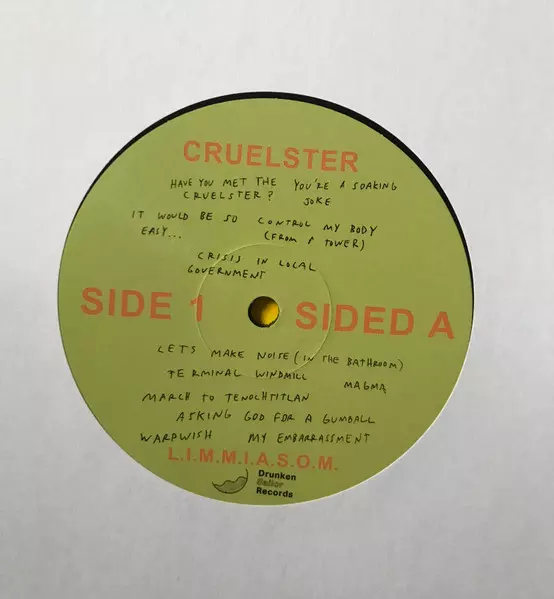 CRUELSTER
HAVE YOU MET THE YOU'RE A SOAKING
CRUELSTER? JOKE
IT WOULD BE SO CONTROL MY BODY
EASY... (FROM A TOWER)
CRISIS IN LOCAL
GOVERNMENT
SIDE 1 SIDED A
LETS MAKE NOISE (IN THE BATHROOM)
TERMINAL WINDMILL MAGMA
MARCH TO TENOCHTITLAN
ASKING GOD FOR A GUMBALL
WARPWISH MY EMBARRASSMENT
L.I.M.M.I.A.S.O.M.
Drunken
Sailor
Records